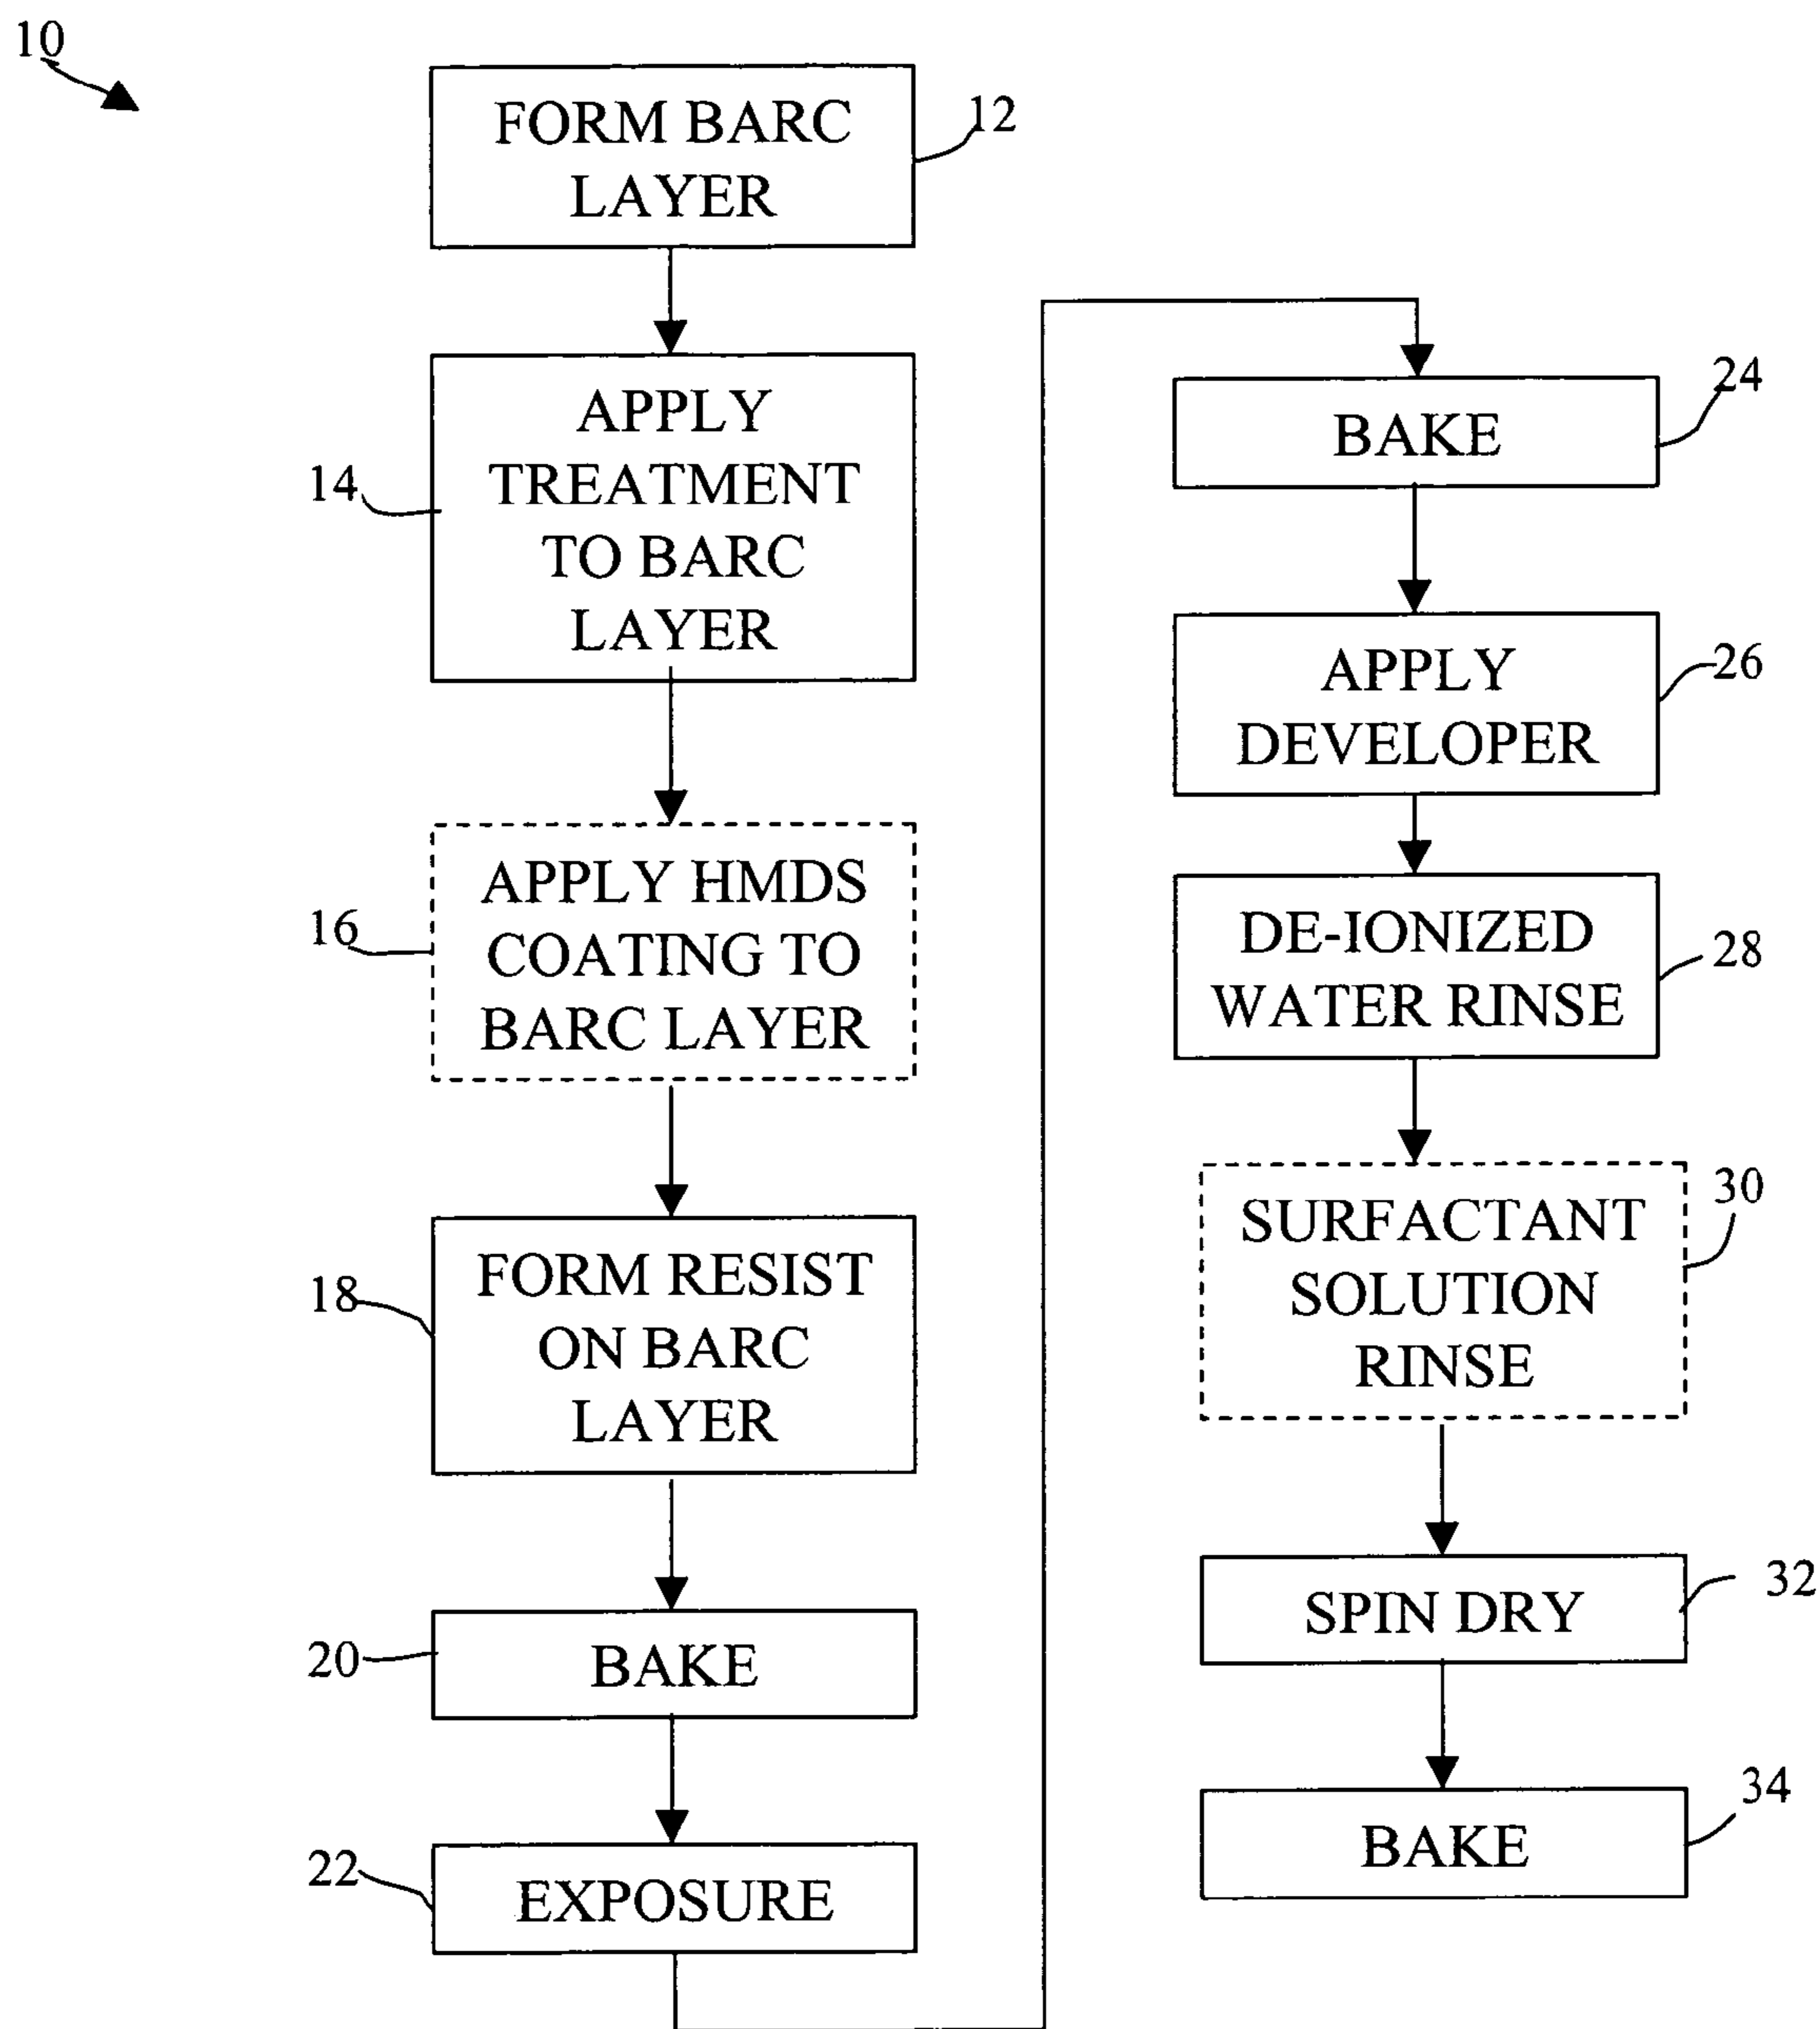 10
FORM BARC
LAYER
12
APPLY
TREATMENT
TO BARC
LAYER
14
APPLY HMDS
COATING TO
BARC LAYER
16
FORM RESIST
ON BARC
LAYER
18
BAKE
20
EXPOSURE
22
BAKE
24
APPLY
DEVELOPER
26
DE-IONIZED
WATER RINSE
28
SURFACTANT
SOLUTION
RINSE
30
SPIN DRY
32
BAKE
34